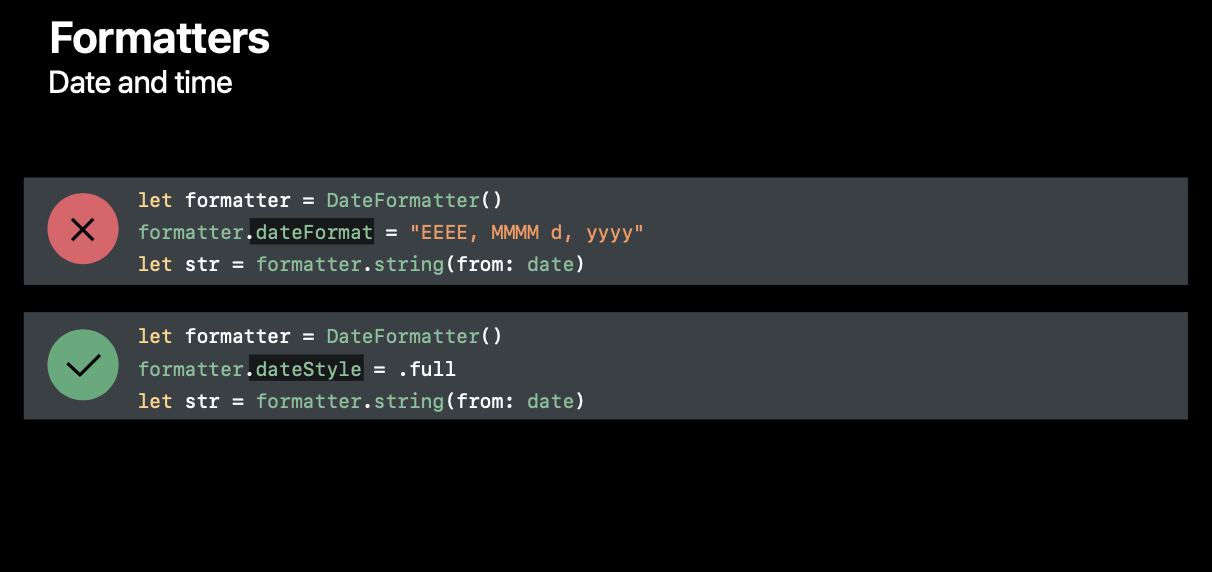 Formatters
Date and time
let formatter = DateFormatter()
formatter.dateFormat = "EEEE, MMMM d, yyyy"
let str = formatter.string(from: date)
let formatter = DateFormatter()
formatter.dateStyle = .full
let str = formatter.string(from: date)